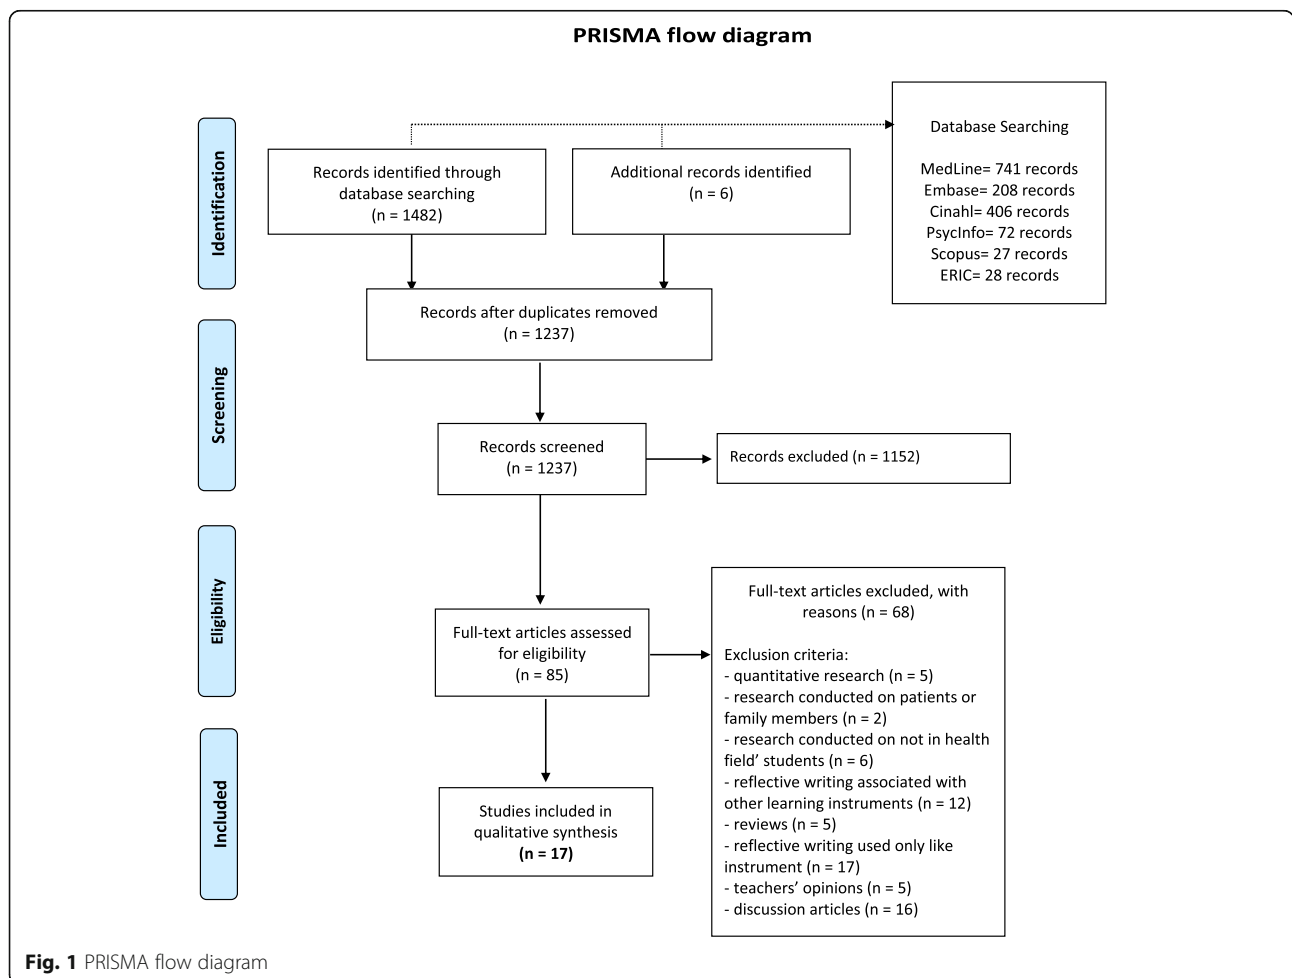 PRISMA flow diagram
Identification
Records identified through
database searching
(n = 1482)
Additional records identified
(n = 6)
Database Searching
MedLine= 741 records
Embase= 208 records
Cinahl= 406 records
PsycInfo= 72 records
Scopus= 27 records
ERIC= 28 records
Records after duplicates removed
(n = 1237)
Screening
Records screened
(n = 1237)
Records excluded (n = 1152)
Eligibility
Full-text articles assessed
for eligibility
(n = 85)
Full-text articles excluded, with
reasons (n = 68)
Exclusion criteria:
- quantitative research (n = 5)
- research conducted on patients or
family members (n = 2)
- research conducted on not in health
field’ students (n = 6)
- reflective writing associated with
other learning instruments (n = 12)
- reviews (n = 5)
- reflective writing used only like
instrument (n = 17)
- teachers’ opinions (n = 5)
- discussion articles (n = 16)
Included
Studies included in
qualitative synthesis
(n = 17)
Fig. 1 PRISMA flow diagram